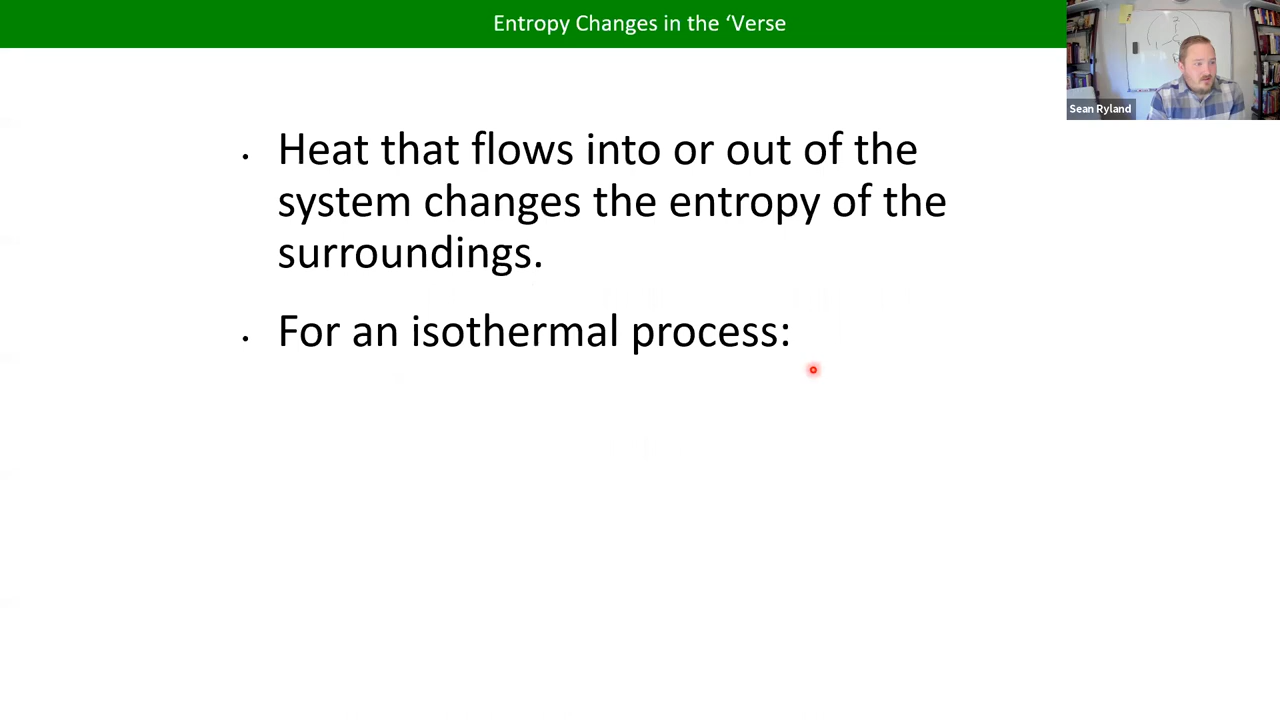 Entropy Changes in the ‘Verse
Sean Ryland
• Heat that flows into or out of the
system changes the entropy of the
surroundings.
• For an isothermal process: